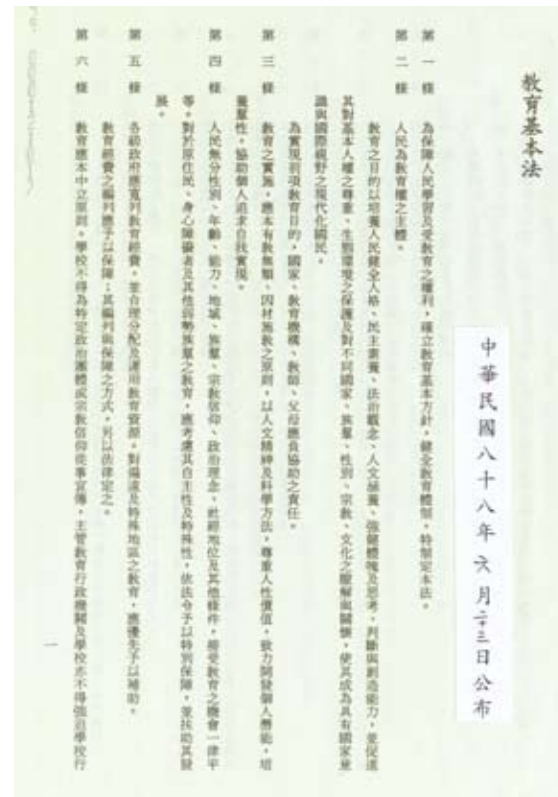 教育基本法
中華民國八十八年六月二十三日公布
第一條 為保障人民學習及受教育之權利，確立教育基本方針，健全教育體制，特制定本法。
第二條 人民為教育權之主體。
教育之目的以培養人民健全人格、民主素養、法治觀念、人文涵養、強健體魄及思考、判斷與創造能力，並促進
其對基本人權之尊重、生態環境之保護及對不同國家、族群、性別、宗教、文化之瞭解與關懷，使其成為具有國家意
識與國際視野之現代化國民。
為實現前項教育目的，國家、教育機構、教師、父母應負協助之責任。
第三條 教育之實施，應本有教無類、因材施教之原則，以人文精神及科學方法，尊重人性價值，致力開發個人潛能，培
養群性，協助個人追求自我實現。
第四條 人民無分性別、年齡、能力、地域、族群、宗教信仰、政治理念、社經地位及其他條件，接受教育之機會一律平
等。對於原住民、身心障礙者及其他弱勢族群之教育，應考慮其自主性及特殊性，依法令予以特別保障，並扶助其發
展。
第五條 各級政府應寬列教育經費，並合理分配及運用教育資源。對偏遠及特殊地區之教育，應優先予以補助。
教育經費之編列應予以保障；其編列與保障之方式，另以法律定之。
第六條 教育應本中立原則。學校不得為特定政治團體或宗教信仰從事宣傳，主管教育行政機關及學校亦不得強迫學校行
一